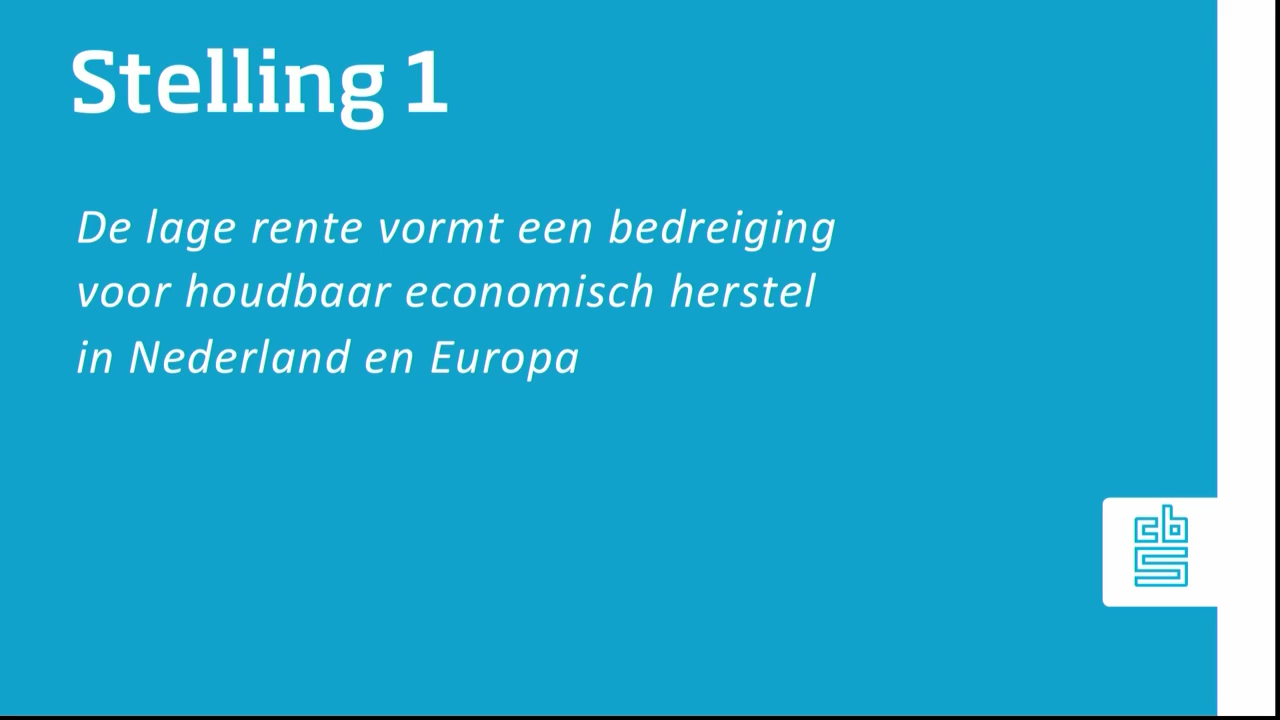 Stelling 1
De lage rente vormt een bedreiging
voor houdbaar economisch herstel
in Nederland en Europa
cbs